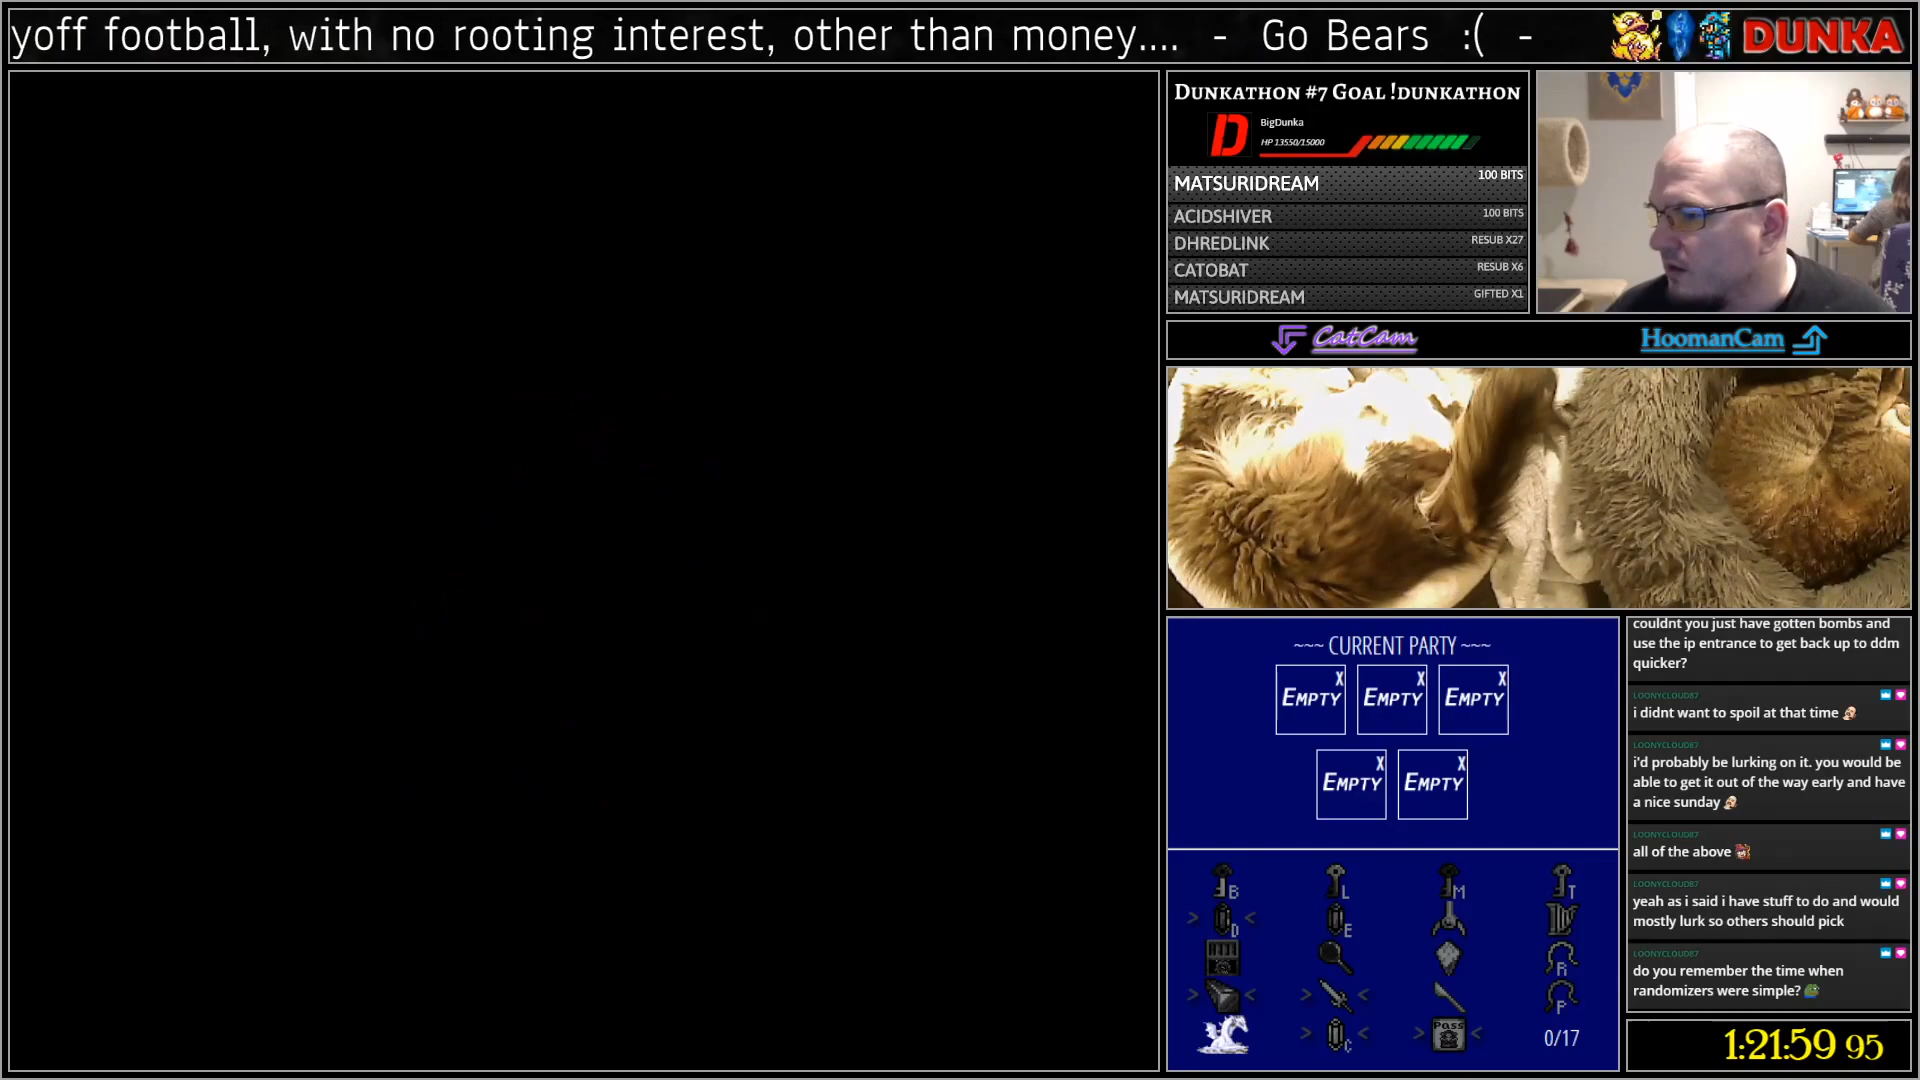 yoff football, with no rooting interest, other than money.... - Go Bears :( -
DUNKA
DUNKATHON #7 GOAL !DUNKATHON
D
BigDunka
HP 13550/15000
MATSURIDREAM 100 BITS
ACIDSHIVER 100 BITS
DHREDLINK RESUB X27
CATOBAT RESUB X6
MATSURIDREAM GIFTED X1
CatCam
HoomanCam
~~~ CURRENT PARTY ~~~
X X X
EMPTY EMPTY EMPTY
X X
EMPTY EMPTY
B L M T
> D < E
R
> < > < P
> C < > PASS < 0/17
couldnt you just have gotten bombs and
use the ip entrance to get back up to ddm
quicker?
LOONYCLOUD87
i didnt want to spoil at that time
LOONYCLOUD87
i'd probably be lurking on it. you would be
able to get it out of the way early and have
a nice sunday
LOONYCLOUD87
all of the above
LOONYCLOUD87
yeah as i said i have stuff to do and would
mostly lurk so others should pick
LOONYCLOUD87
do you remember the time when
randomizers were simple?
1:21:59 95